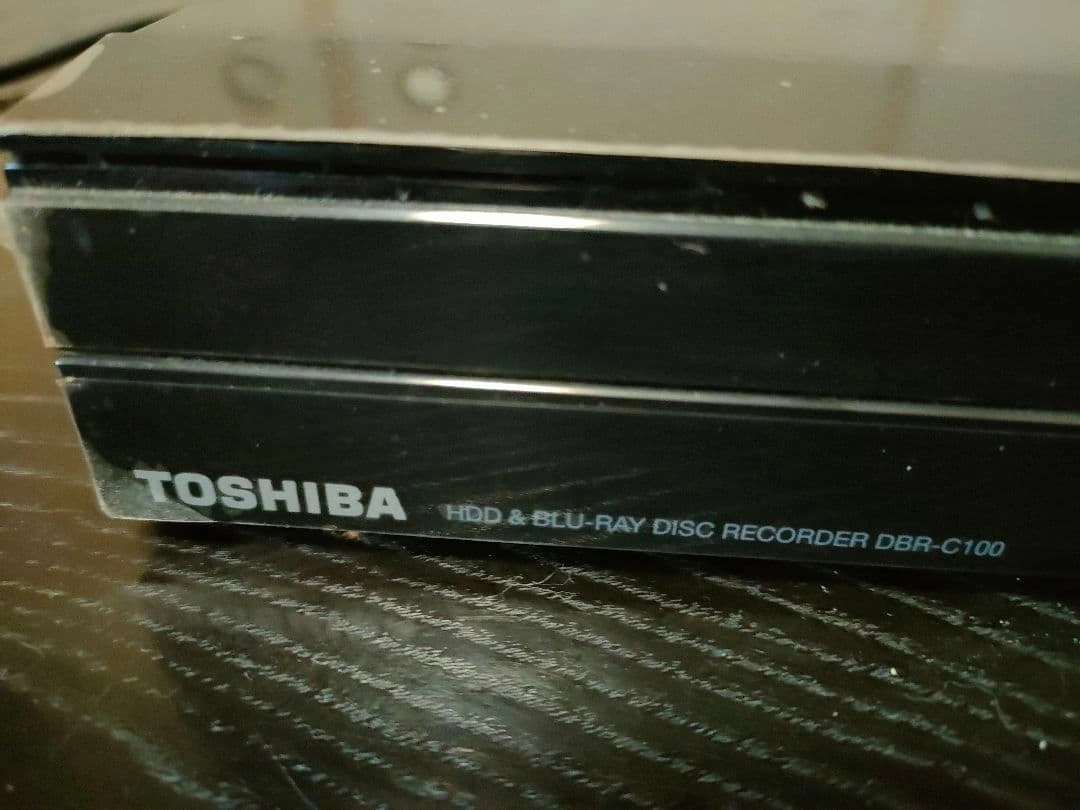 TOSHIBA HDD & BLU-RAY DISC RECORDER DBR-C100